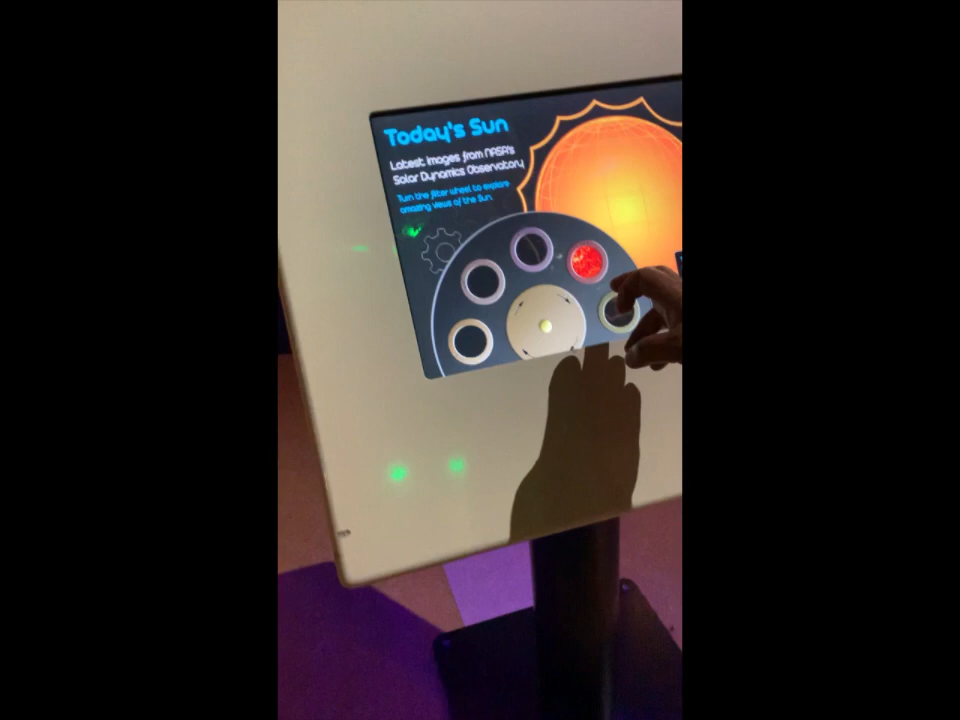 Today's Sun
Latest images from NASA's
Solar Dynamics Observatory
Turn the filter wheel to explore
amazing views of the Sun.